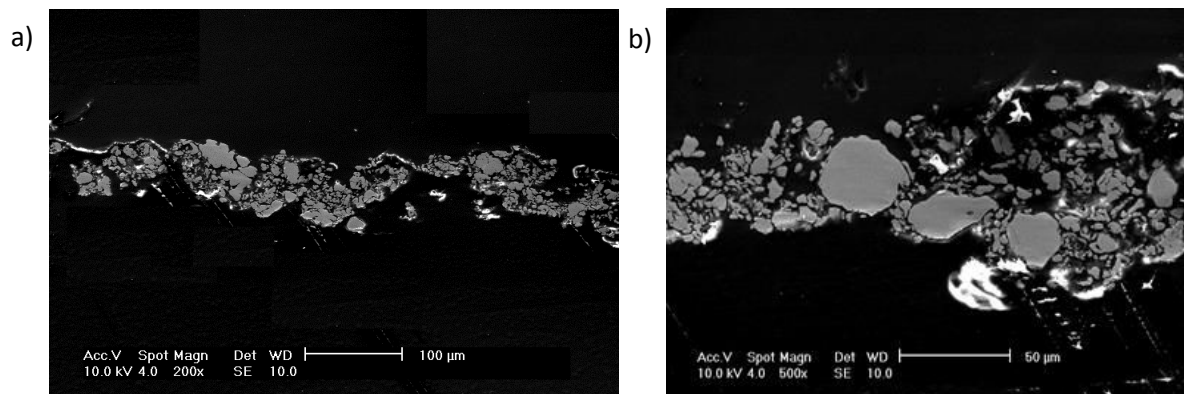 a)
Acc.V Spot Magn Det WD 100 µm
10.0 kV 4.0 200x SE 10.0
b)
Acc.V Spot Magn Det WD 50 µm
10.0 kV 4.0 500x SE 10.0